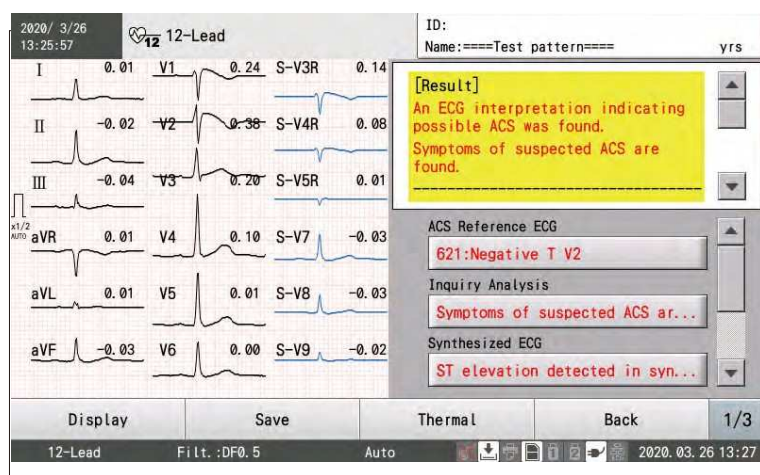 2020/ 3/26
13:25:57
12 12-Lead
ID:
Name:====Test pattern==== yrs
I 0.01 V1 0.24 S-V3R 0.14
II -0.02 V2 0.38 S-V4R 0.08
III -0.04 V3 0.20 S-V5R 0.01
x1/2
AUTO
aVR 0.01 V4 0.10 S-V7 -0.03
aVL 0.01 V5 0.01 S-V8 -0.03
aVF -0.03 V6 0.00 S-V9 -0.02
[Result]
An ECG interpretation indicating
possible ACS was found.
Symptoms of suspected ACS are
found.
ACS Reference ECG
621:Negative T V2
Inquiry Analysis
Symptoms of suspected ACS ar...
Synthesized ECG
ST elevation detected in syn...
Display Save Thermal Back 1/3
12-Lead Filt.:DF0.5 Auto 1 2 2020.03.26 13:27